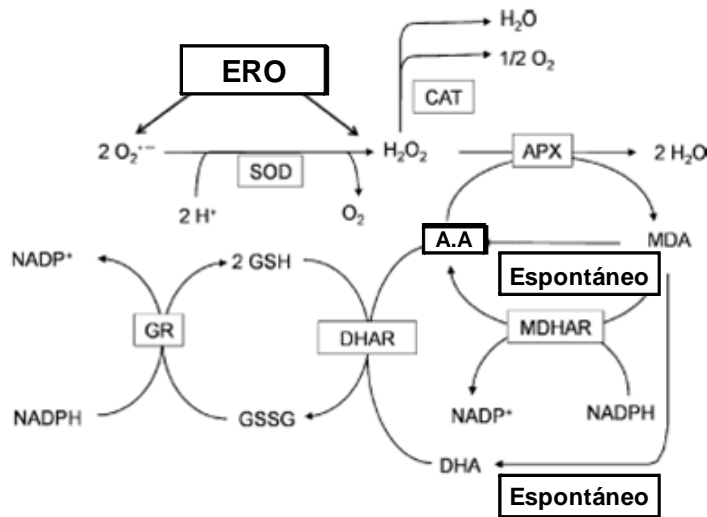 H₂Ō
ERO
1/2 O₂
CAT
2 O₂˙⁻
H₂O₂
APX
2 H₂O
SOD
2 H⁺
O₂
A.A
MDA
NADP⁺
2 GSH
Espontáneo
GR
DHAR
MDHAR
NADPH
GSSG
NADP⁺
NADPH
DHA
Espontáneo